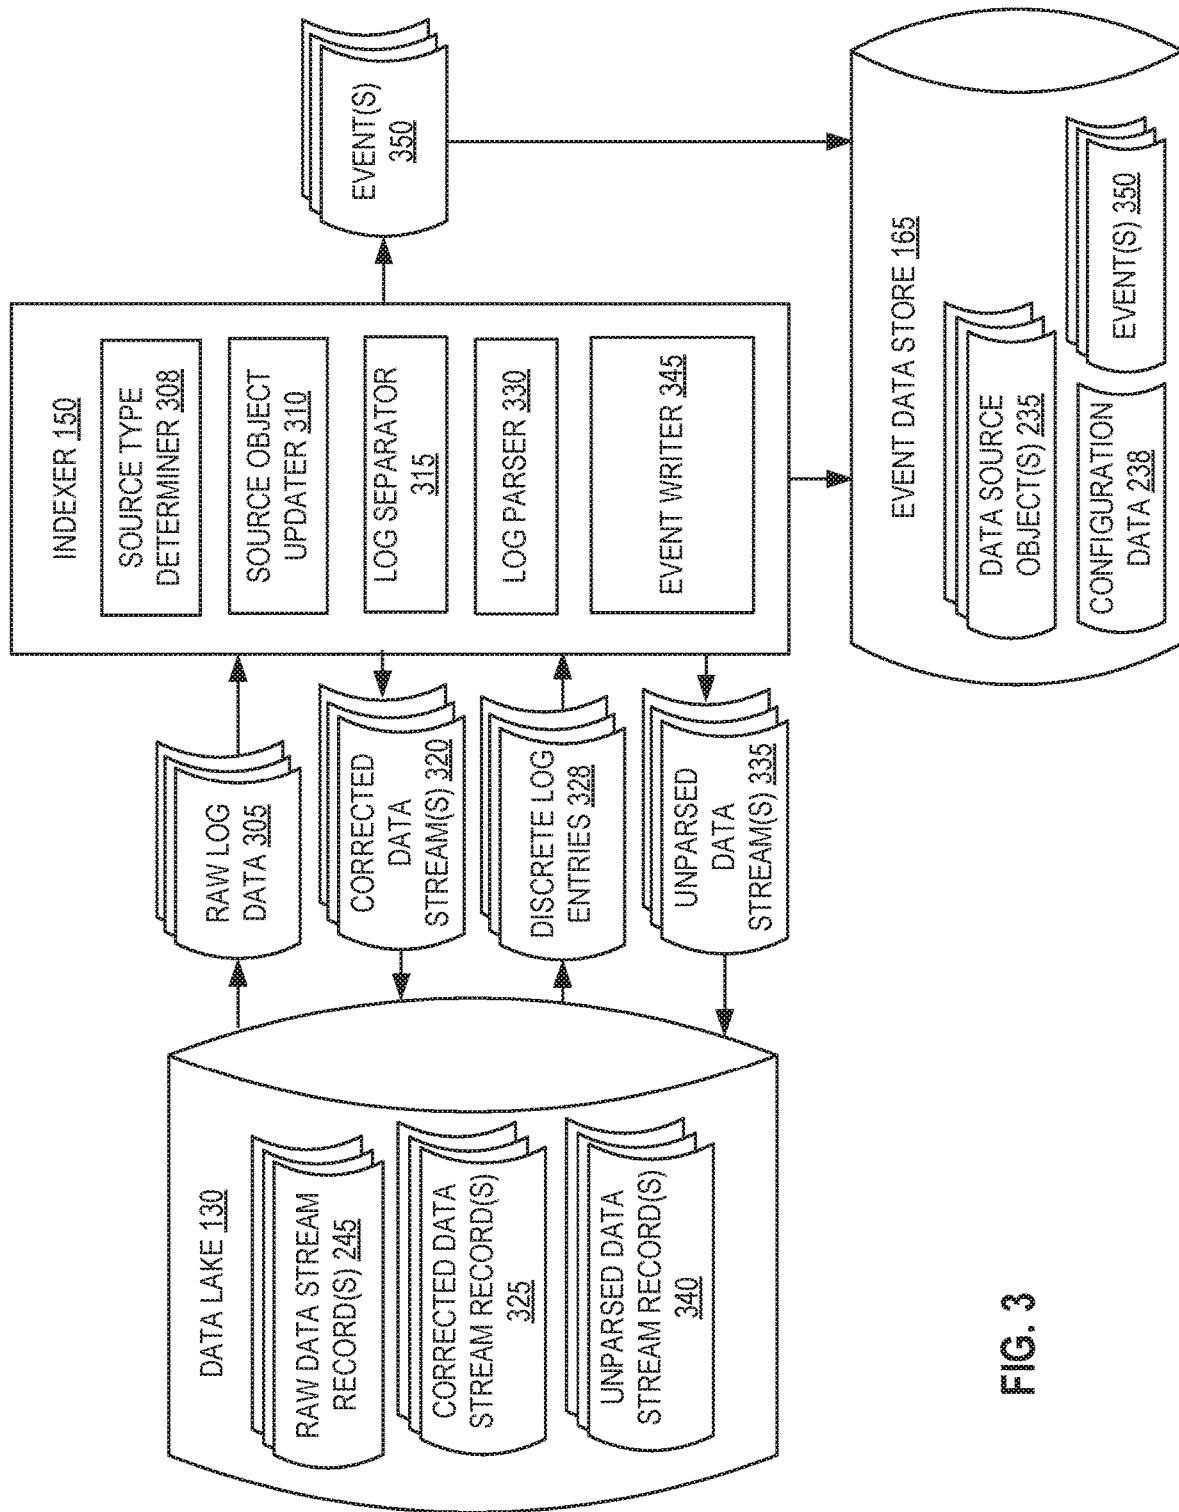 DATA LAKE 130
RAW DATA STREAM
RECORD(S) 245
CORRECTED DATA
STREAM RECORD(S)
325
UNPARSED DATA
STREAM RECORD(S)
340
RAW LOG
DATA 305
CORRECTED
DATA
STREAM(S) 320
DISCRETE LOG
ENTRIES 328
UNPARSED
DATA
STREAM(S) 335
INDEXER 150
SOURCE TYPE
DETERMINER 308
SOURCE OBJECT
UPDATER 310
LOG SEPARATOR
315
LOG PARSER 330
EVENT WRITER 345
EVENT(S)
350
EVENT DATA STORE 165
DATA SOURCE
OBJECT(S) 235
CONFIGURATION
DATA 238
EVENT(S) 350
FIG. 3